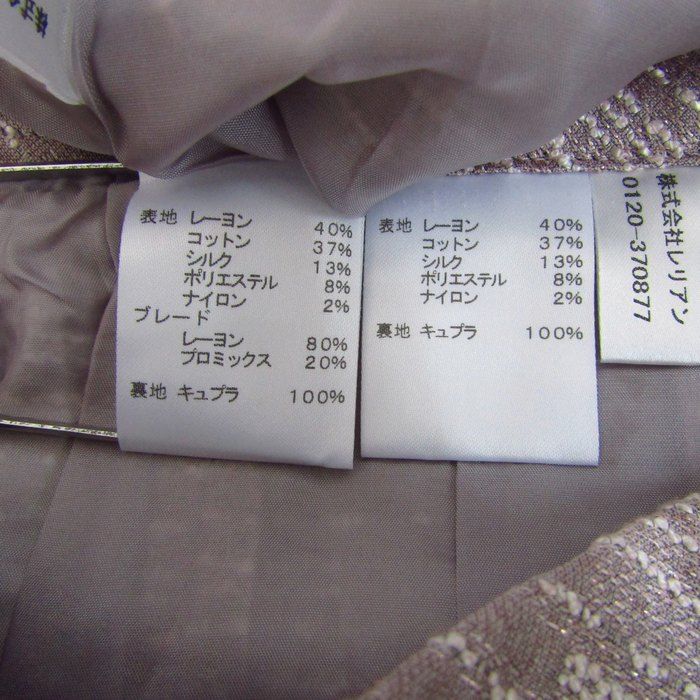 株式
表地 レーヨン 40%
コットン 37%
シルク 13%
ポリエステル 8%
ナイロン 2%
ブレード
レーヨン 80%
プロミックス 20%
裏地 キュプラ 100%
表地 レーヨン 40%
コットン 37%
シルク 13%
ポリエステル 8%
ナイロン 2%
裏地 キュプラ 100%
株式会社レリアン
0120-370877